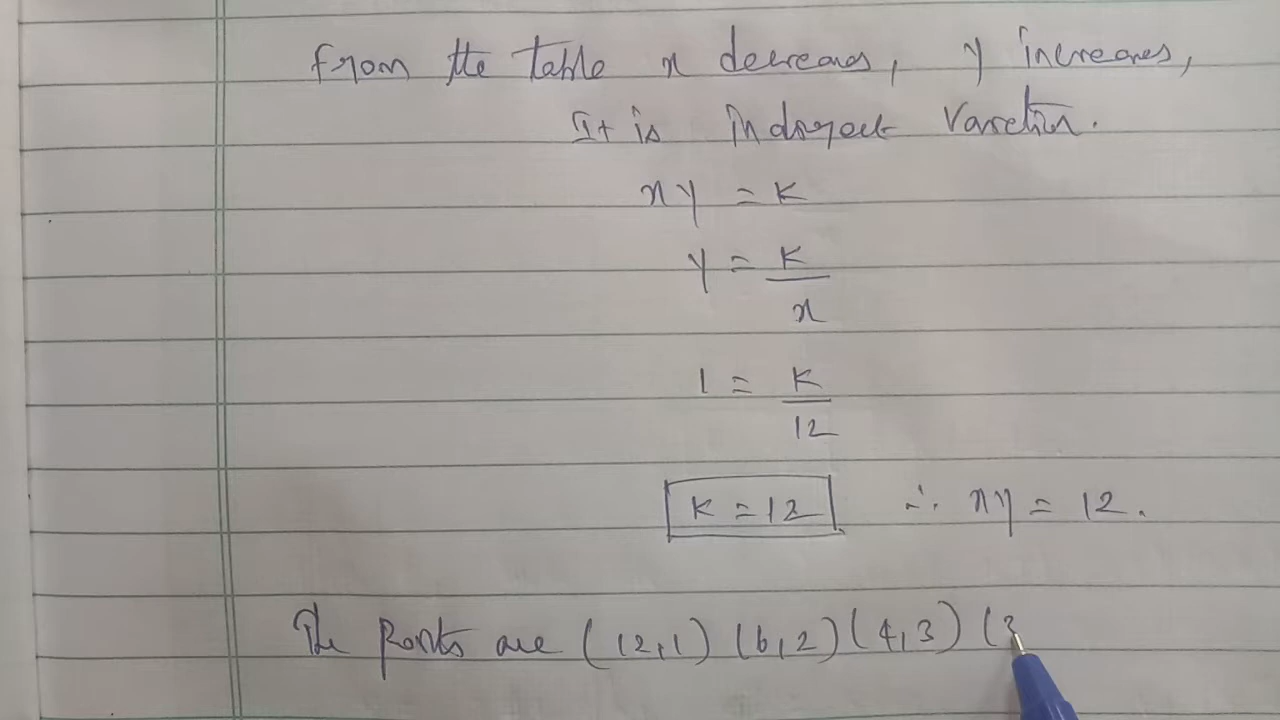 From the Table x decreases, y increases,
It is indirect Variation.
xy = K
y = K/x
1 = K/12
K = 12 ∴ xy = 12.
The Points are (12,1) (6,2) (4,3) (3